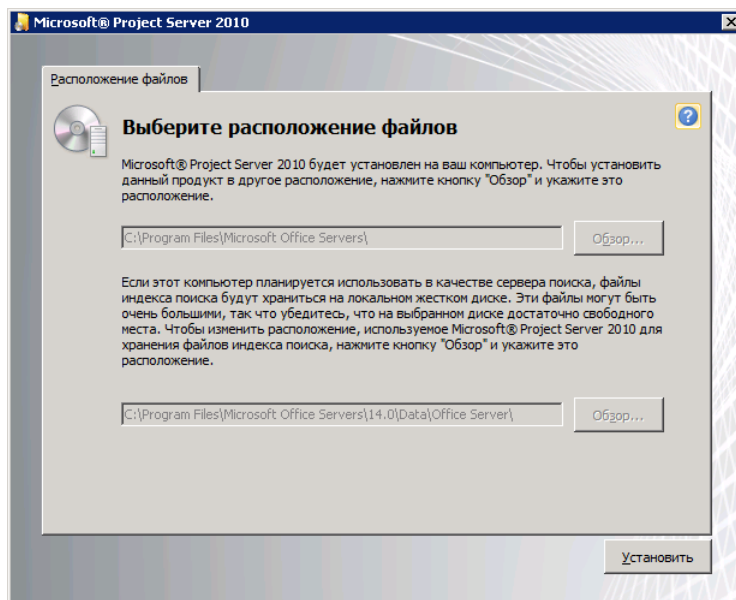 Microsoft® Project Server 2010
Расположение файлов
Выберите расположение файлов
Microsoft® Project Server 2010 будет установлен на ваш компьютер. Чтобы установить
данный продукт в другое расположение, нажмите кнопку "Обзор" и укажите это
расположение.
C:\Program Files\Microsoft Office Servers\
Обзор...
Если этот компьютер планируется использовать в качестве сервера поиска, файлы
индекса поиска будут храниться на локальном жестком диске. Эти файлы могут быть
очень большими, так что убедитесь, что на выбранном диске достаточно свободного
места. Чтобы изменить расположение, используемое Microsoft® Project Server 2010 для
хранения файлов индекса поиска, нажмите кнопку "Обзор" и укажите это
расположение.
C:\Program Files\Microsoft Office Servers\14.0\Data\Office Server\
Обзор...
Установить